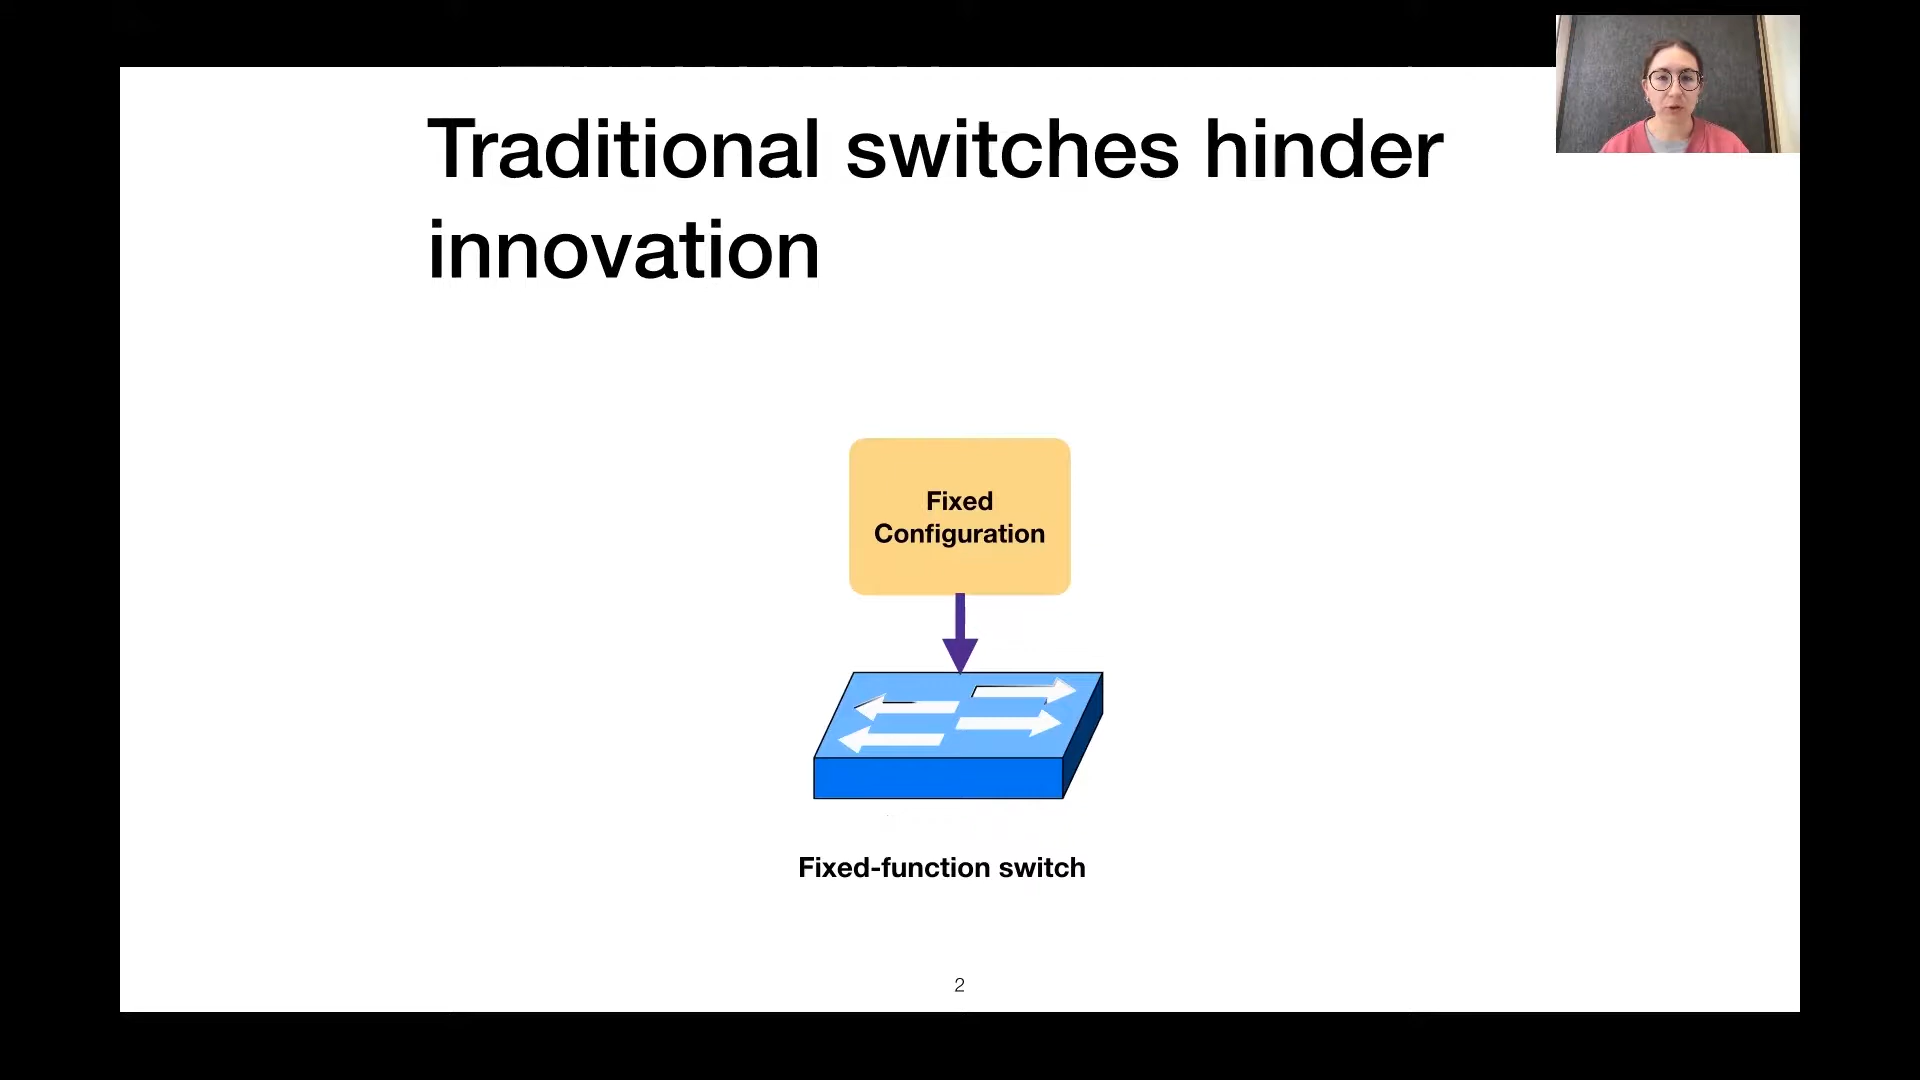 Traditional switches hinder
innovation
Fixed
Configuration
Fixed-function switch
2